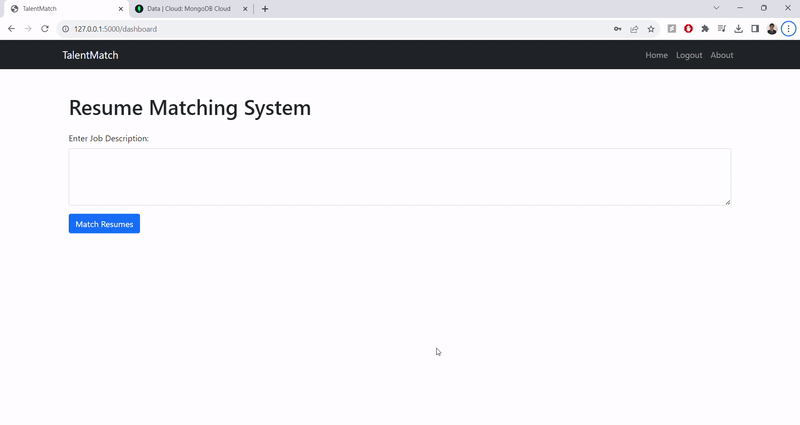 TalentMatch
Data | Cloud: MongoDB Cloud
127.0.0.1:5000/dashboard
TalentMatch
Home Logout About
Resume Matching System
Enter Job Description:
Match Resumes